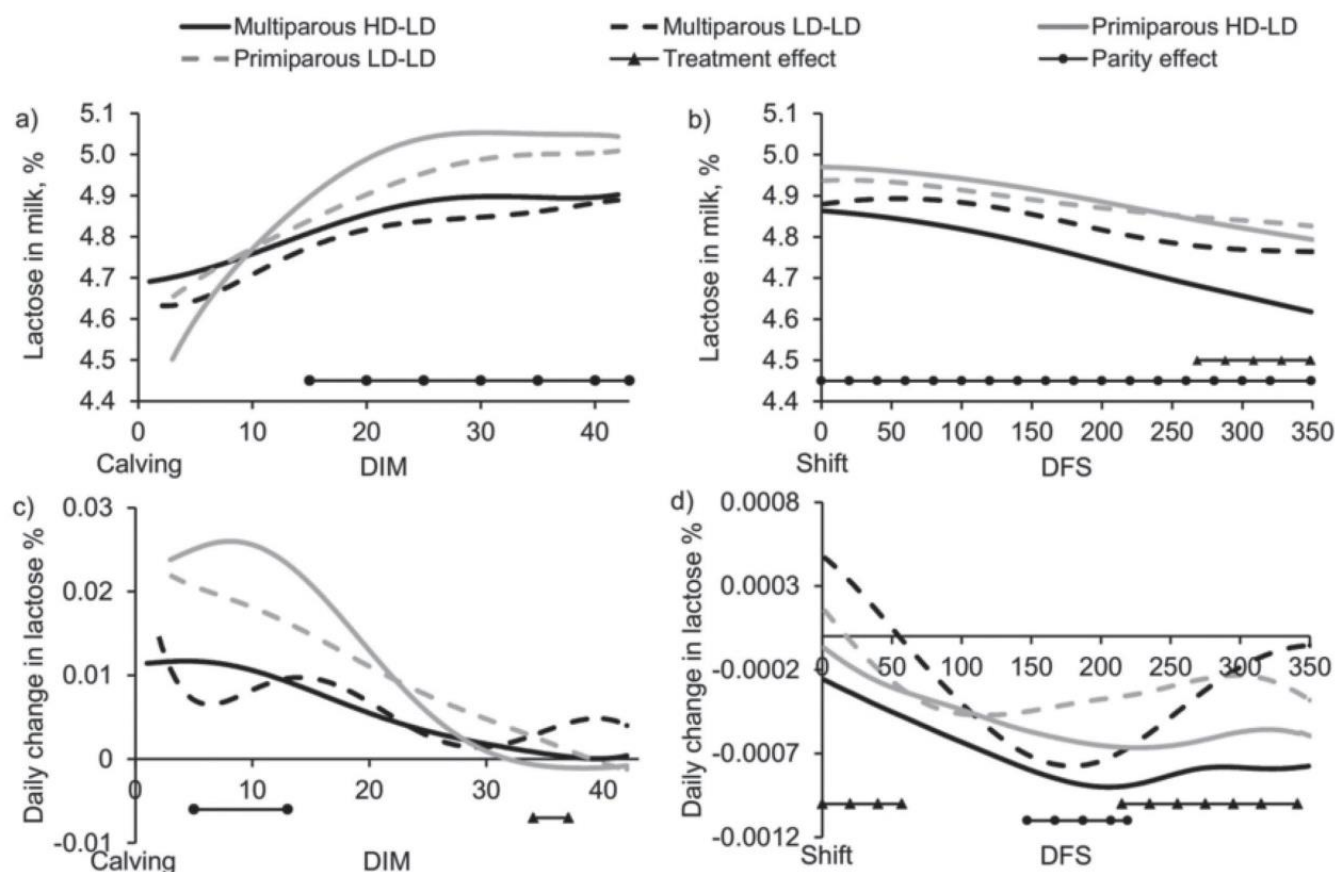 Multiparous HD-LD
Multiparous LD-LD
Primiparous HD-LD
Primiparous LD-LD
Treatment effect
Parity effect
a)
Lactose in milk, %
5.1
5.0
4.9
4.8
4.7
4.6
4.5
4.4
0 10 20 30 40
Calving DIM
b)
Lactose in milk, %
5.1
5.0
4.9
4.8
4.7
4.6
4.5
4.4
0 50 100 150 200 250 300 350
Shift DFS
c)
Daily change in lactose %
0.03
0.02
0.01
0
-0.01
0 10 20 30 40
Calving DIM
d)
Daily change in lactose %
0.0008
0.0003
-0.0002
-0.0007
-0.0012
0 50 100 150 200 250 300 350
Shift DFS